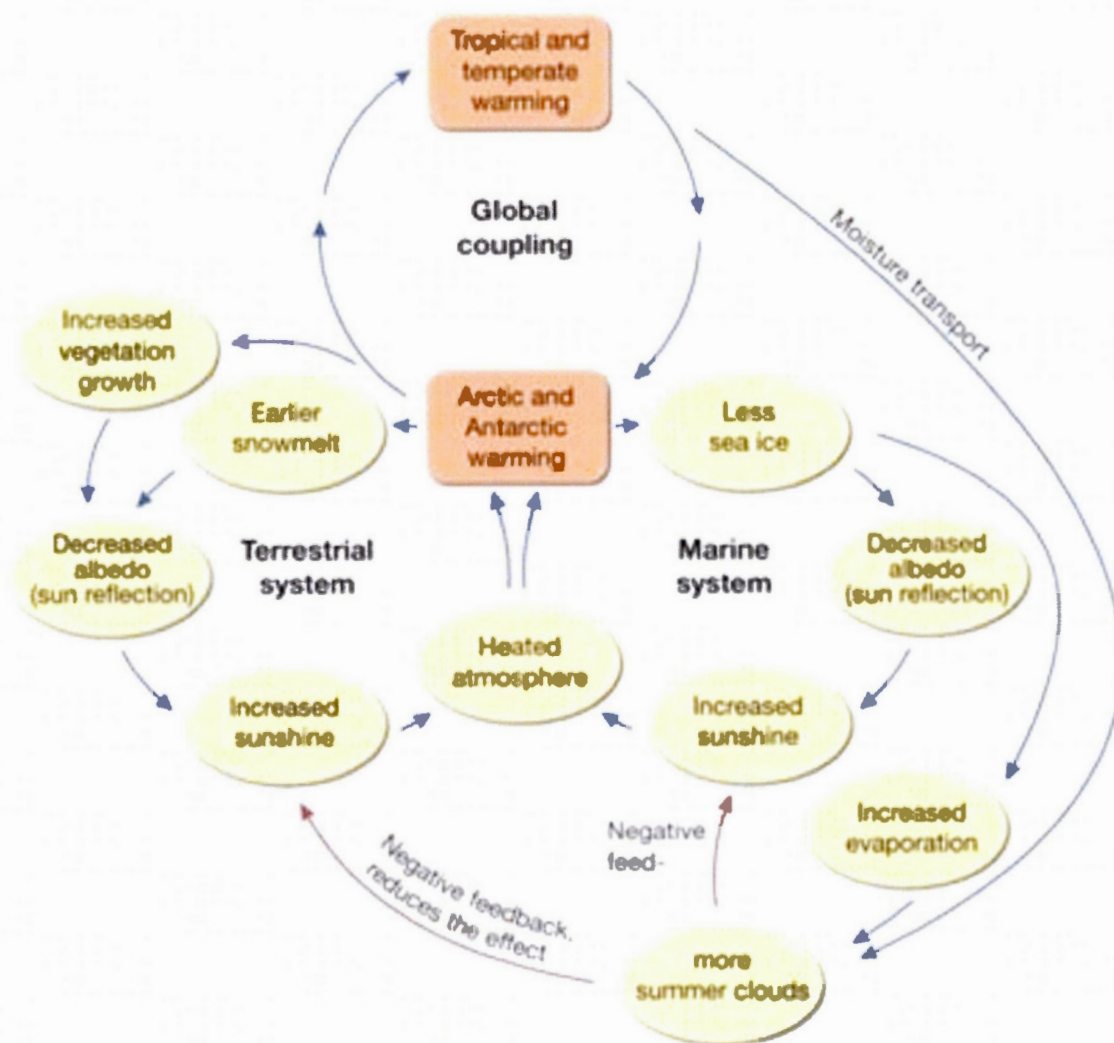 Tropical and
temperate
warming
Global
coupling
Moisture transport
Increased
vegetation
growth
Earlier
snowmelt
Arctic and
Antarctic
warming
Less
sea ice
Decreased
albedo
(sun reflection)
Terrestrial
system
Marine
system
Decreased
albedo
(sun reflection)
Heated
atmosphere
Increased
sunshine
Increased
sunshine
Increased
evaporation
Negative
feed-
Negative feedback,
reduces the effect
more
summer clouds